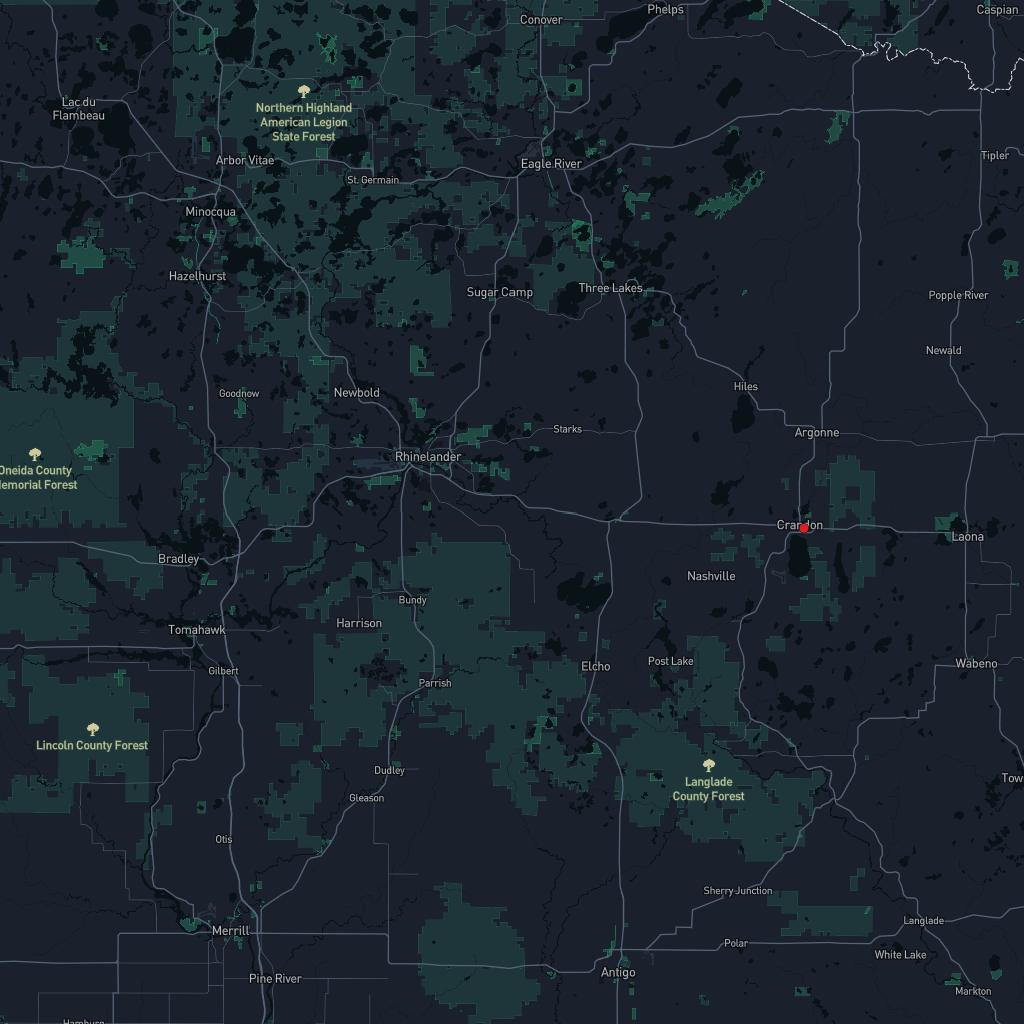 Phelps
Caspian
Conover
Lac du
Flambeau
Northern Highland
American Legion
State Forest
Arbor Vitae
Eagle River
Tipler
St. Germain
Minocqua
Hazelhurst
Sugar Camp
Three Lakes
Popple River
Newald
Hiles
Goodnow
Newbold
Starks
Argonne
Rhinelander
Oneida County
Memorial Forest
Crandon
Laona
Bradley
Nashville
Bundy
Harrison
Tomahawk
Gilbert
Elcho
Post Lake
Wabeno
Parrish
Lincoln County Forest
Dudley
Langlade
County Forest
Gleason
Otis
Sherry Junction
Langlade
Merrill
Polar
White Lake
Antigo
Pine River
Markton
Hamburg